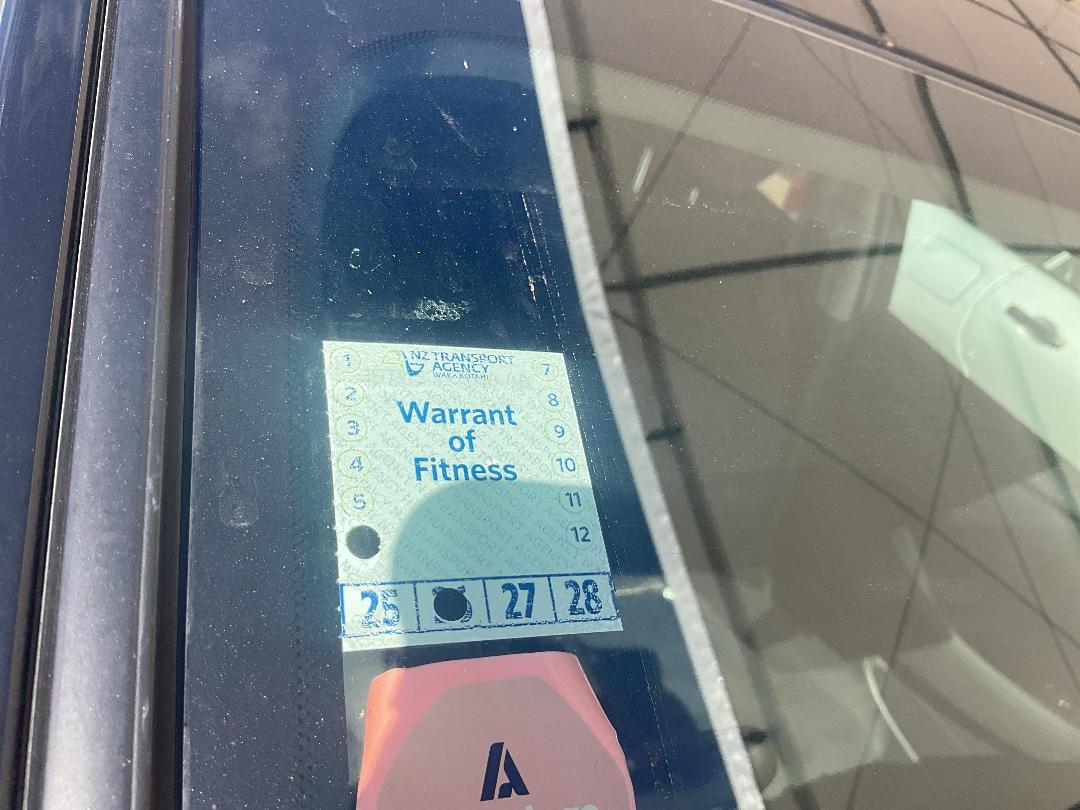 NZ TRANSPORT
AGENCY
WAKA KOTAHI
1
2
3
4
5
7
8
9
10
11
12
Warrant
of
Fitness
25 27 28